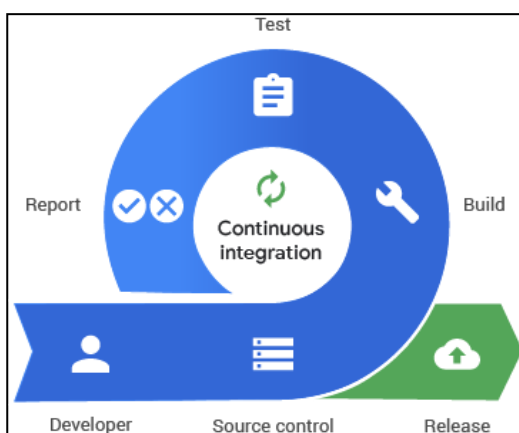 Test
Report
Build
Continuous
integration
Developer
Source control
Release